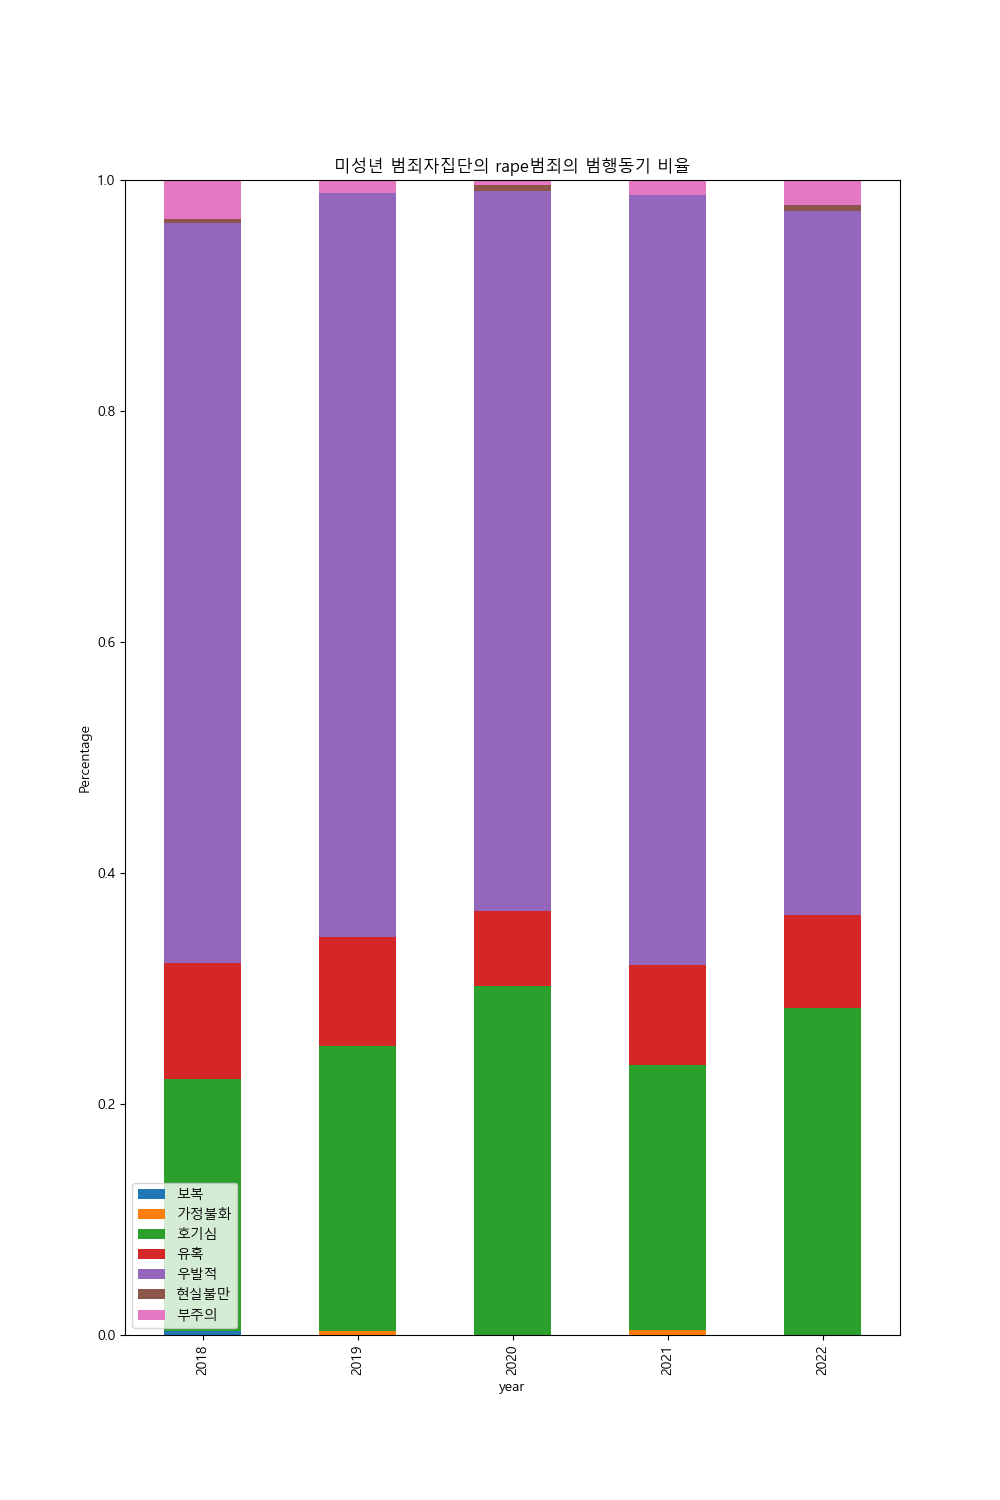 미성년 범죄자집단의 rape범죄의 범행동기 비율
1.0
0.8
0.6
0.4
0.2
0.0
Percentage
보복
가정불화
호기심
유혹
우발적
현실불만
부주의
2018
2019
2020
2021
2022
year